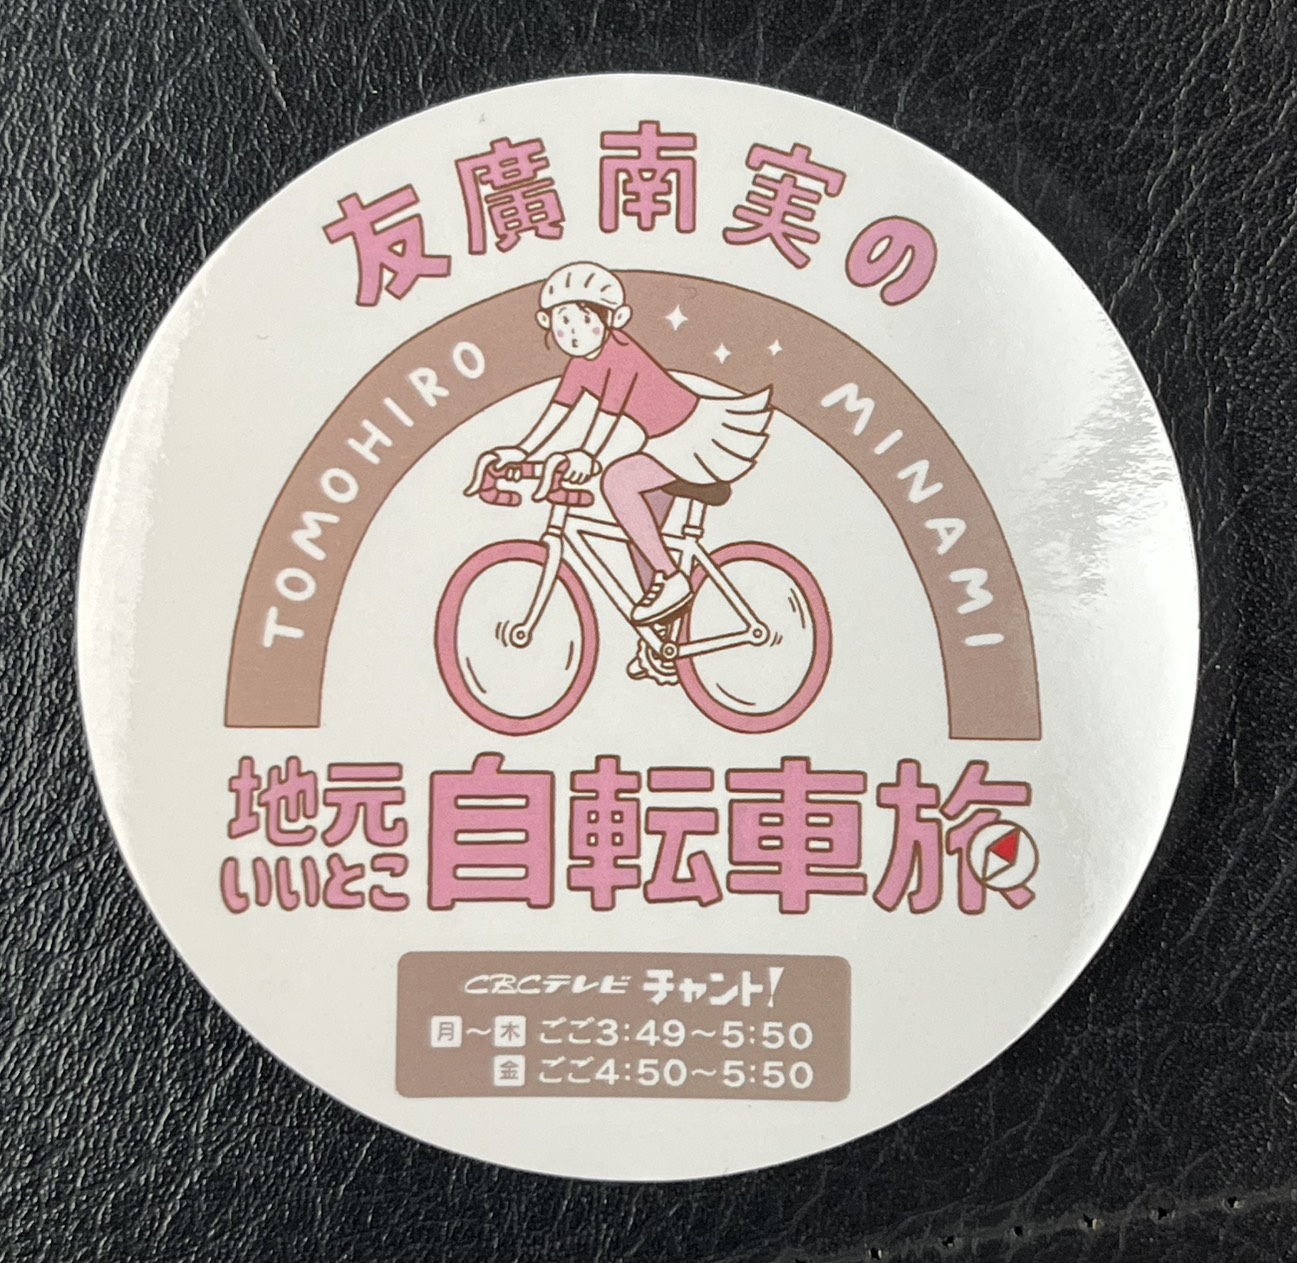 友廣南実の
TOMOHIRO MINAMI
地元
いいとこ
自転車旅
CBCテレビ チャント!
月~木 ごご3:49~5:50
金 ごご4:50~5:50